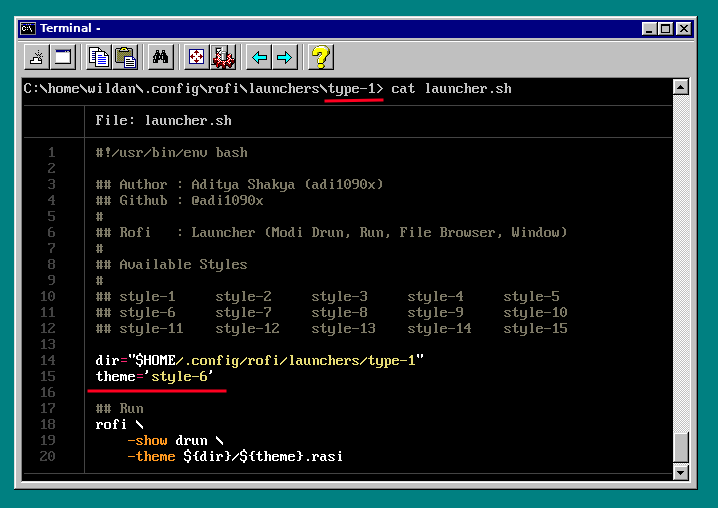 Terminal -
C:\home\wildan\.config\rofi\launchers\type-1> cat launcher.sh
File: launcher.sh
1 #!/usr/bin/env bash
2
3 ## Author : Aditya Shakya (adi1090x)
4 ## Github : @adi1090x
5 #
6 ## Rofi   : Launcher (Modi Drun, Run, File Browser, Window)
7 #
8 ## Available Styles
9 #
10 ## style-1     style-2     style-3     style-4     style-5
11 ## style-6     style-7     style-8     style-9     style-10
12 ## style-11    style-12    style-13    style-14    style-15
13
14 dir="$HOME/.config/rofi/launchers/type-1"
15 theme='style-6'
16
17 ## Run
18 rofi \
19     -show drun \
20     -theme ${dir}/${theme}.rasi